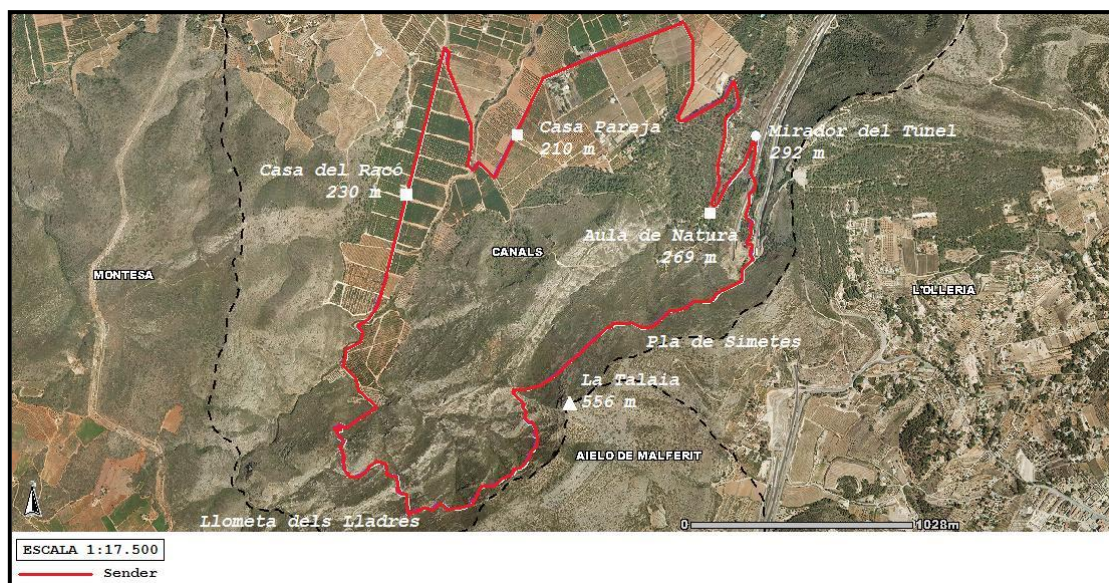 Casa Pareja
210 m
Mirador del Túnel
292 m
Casa del Racó
230 m
Aula de Natura
269 m
CANALS
MONTESA
L'OLLERIA
Pla de Simetes
La Talaia
556 m
AIELO DE MALFERIT
Llometa dels Lladres
0 1028m
ESCALA 1:17.500
Sender